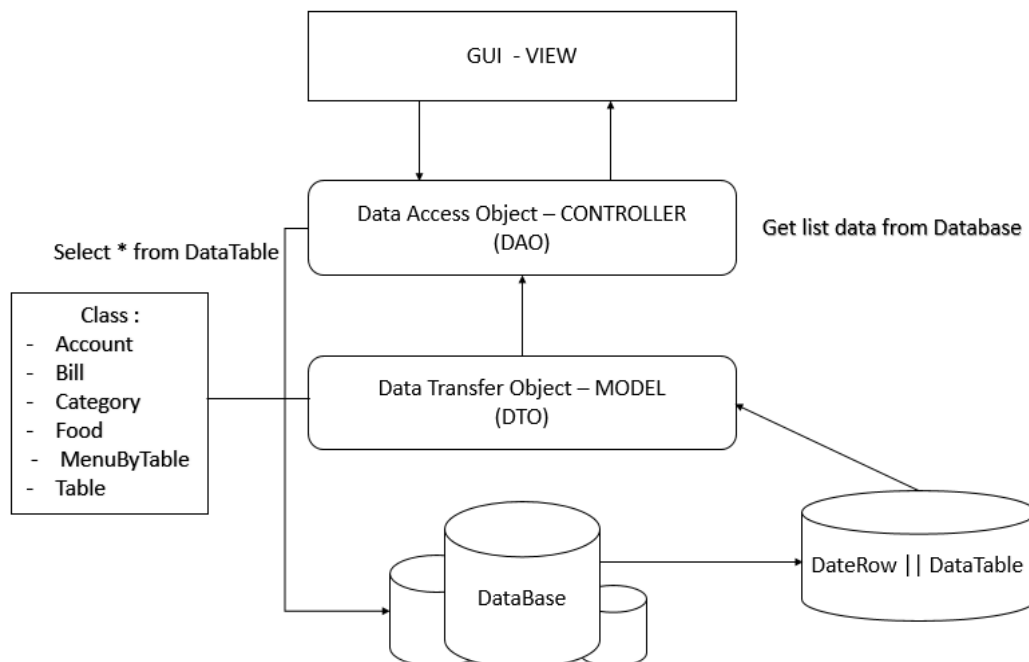 GUI - VIEW
Data Access Object – CONTROLLER
(DAO)
Get list data from Database
Select * from DataTable
Class :
- Account
- Bill
- Category
- Food
- MenuByTable
- Table
Data Transfer Object – MODEL
(DTO)
DataBase
DateRow || DataTable